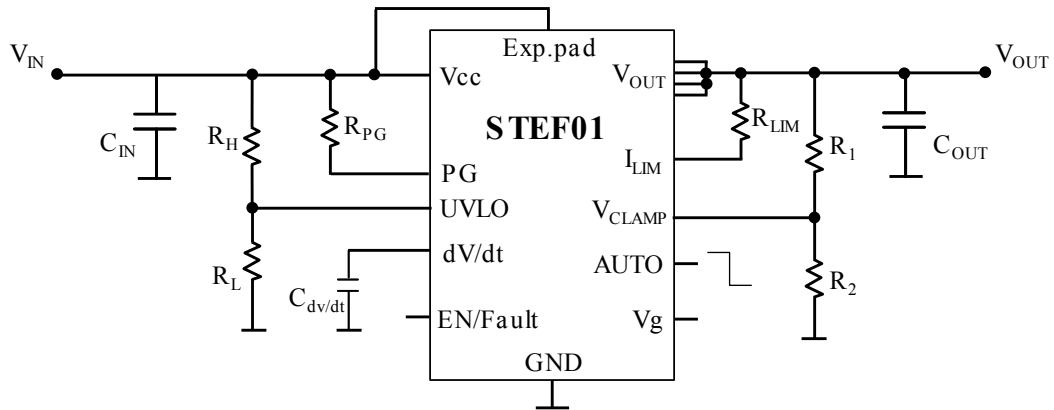 Exp.pad
V_IN
Vcc
V_OUT
V_OUT
STEF01
C_IN
R_H
R_PG
R_LIM
R_1
C_OUT
I_LIM
PG
UVLO
V_CLAMP
dV/dt
AUTO
R_L
R_2
C_dv/dt
EN/Fault
Vg
GND